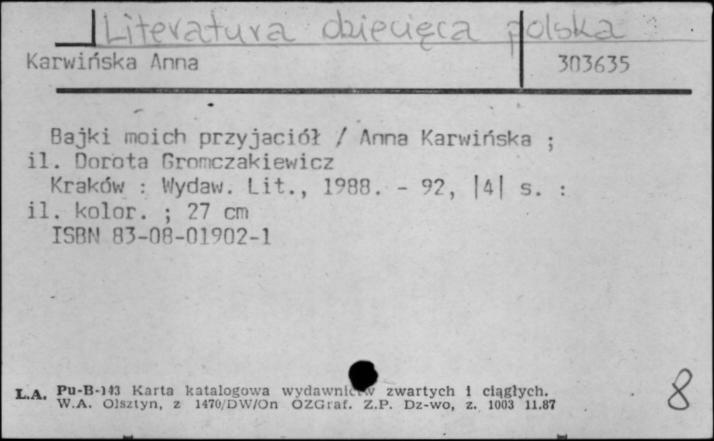 Literatura dziecięca polska
Karwińska Anna 303635
Bajki moich przyjaciół / Anna Karwińska ;
il. Dorota Gromczakiewicz
Kraków : Wydaw. Lit., 1988. - 92, |4| s. :
il. kolor. ; 27 cm
ISBN 83-08-01902-1
L.A. Pu-B-143 Karta katalogowa wydawnictw zwartych i ciągłych.
W.A. Olsztyn, z 1470/DW/On OZGraf. Z.P. Dz-wo, z. 1003 11.87
8